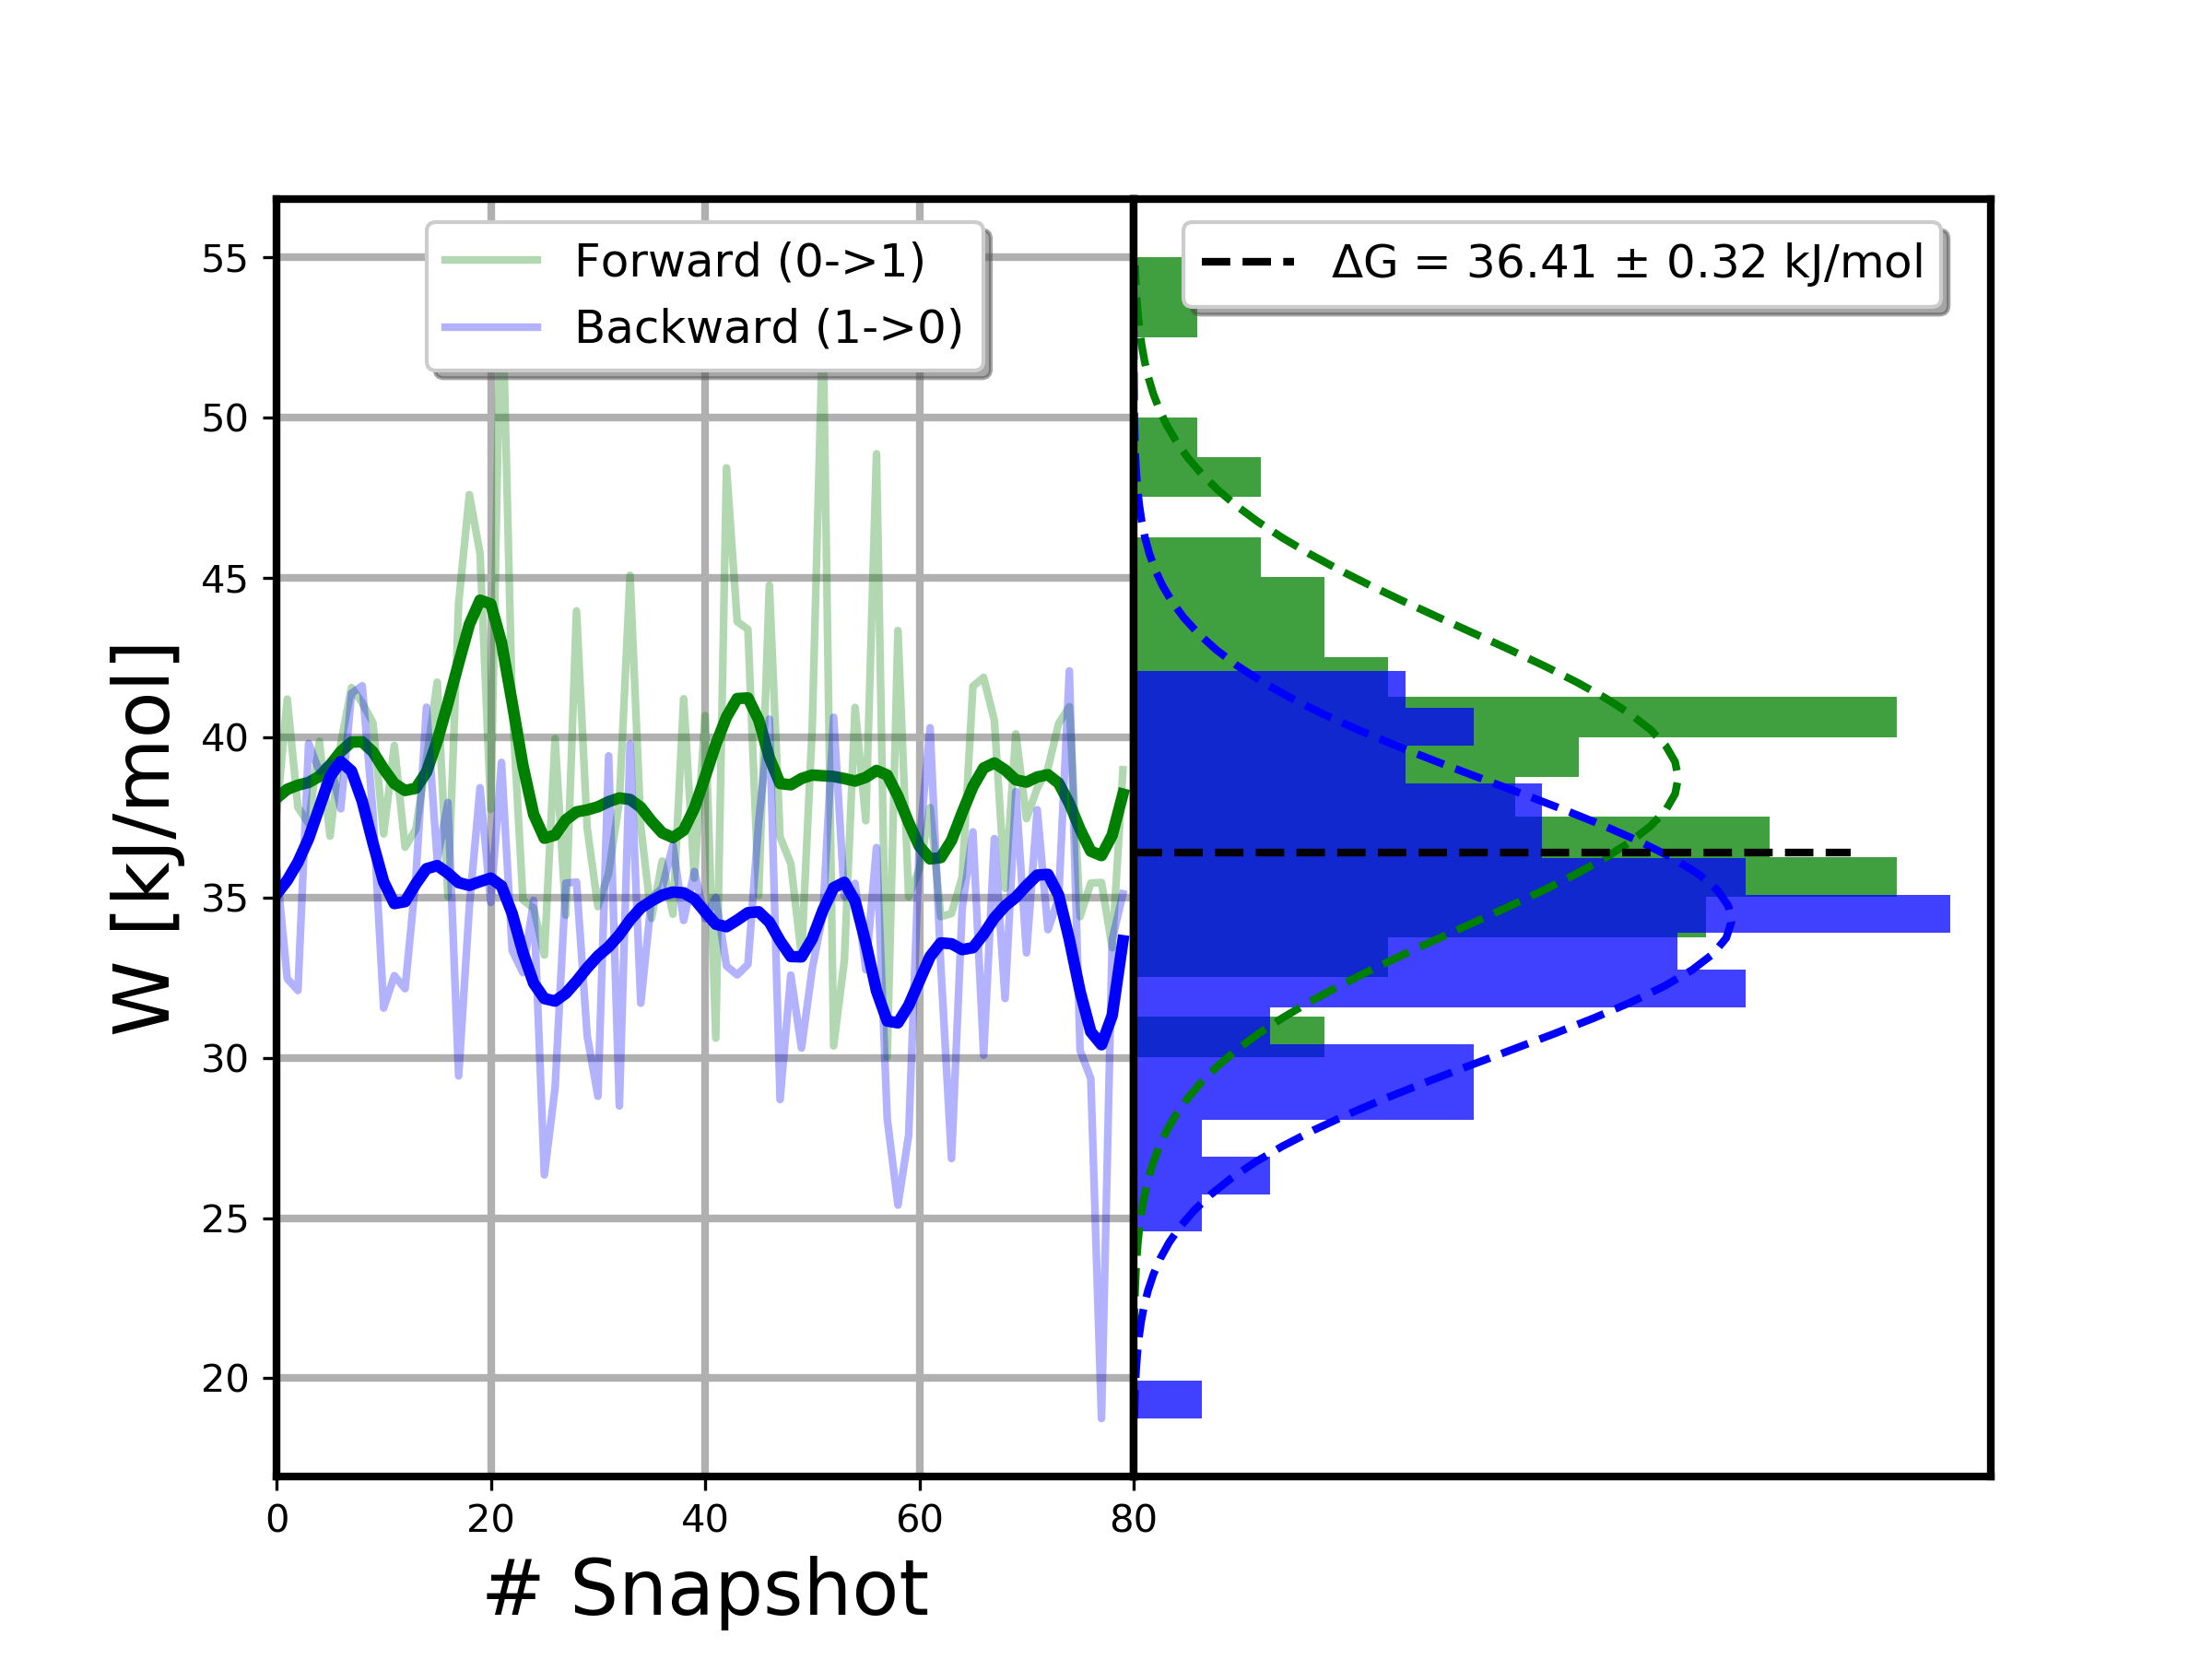 Forward (0->1)
Backward (1->0)
ΔG = 36.41 ± 0.32 kJ/mol
55
50
45
40
35
30
25
20
W [kJ/mol]
0 20 40 60 80
# Snapshot